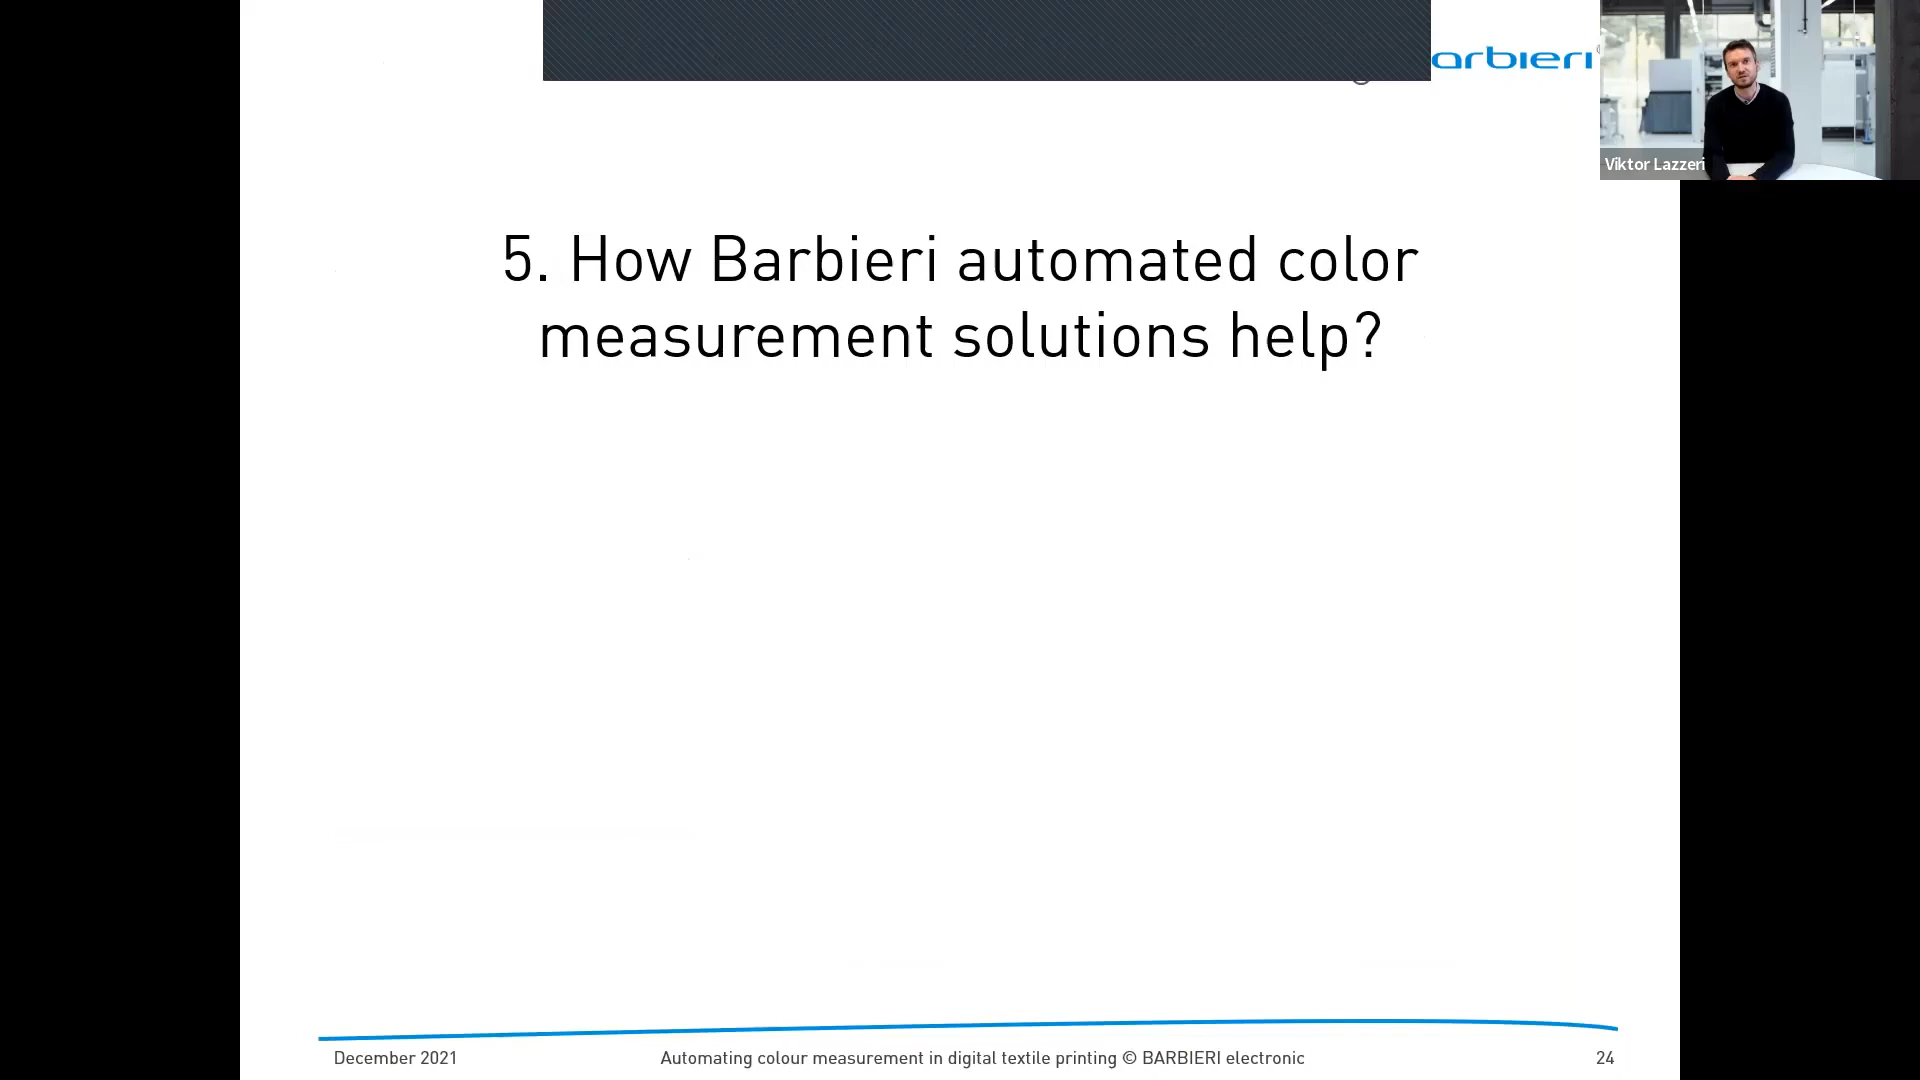 arbieri
Viktor Lazzeri
5. How Barbieri automated color
measurement solutions help?
December 2021
Automating colour measurement in digital textile printing © BARBIERI electronic
24